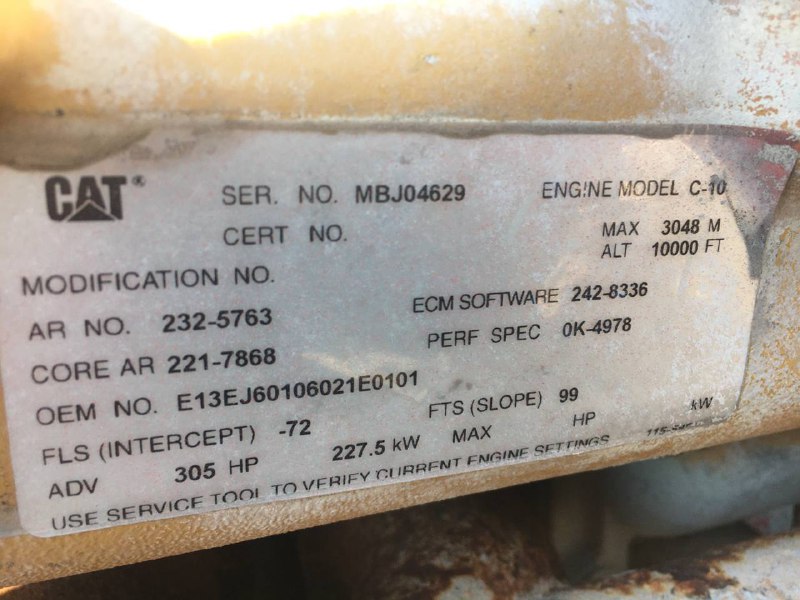 CAT® SER. NO. MBJ04629 ENGINE MODEL C-10
CERT NO. MAX 3048 M
ALT 10000 FT
MODIFICATION NO.
AR NO. 232-5763 ECM SOFTWARE 242-8336
CORE AR 221-7868 PERF SPEC 0K-4978
OEM NO. E13EJ60106021E0101
FLS (INTERCEPT) -72 FTS (SLOPE) 99
ADV 305 HP 227.5 kW MAX HP kW
USE SERVICE TOOL TO VERIFY CURRENT ENGINE SETTINGS